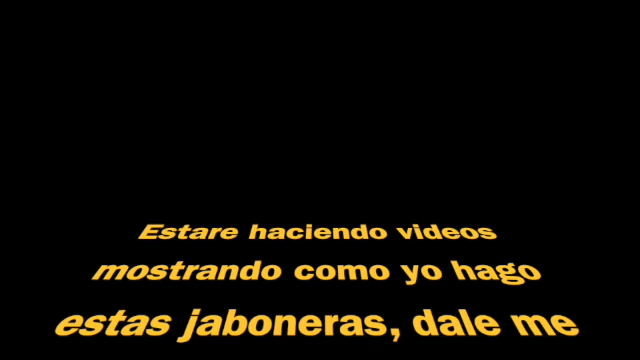 Estare haciendo videos
mostrando como yo hago
estas jaboneras, dale me